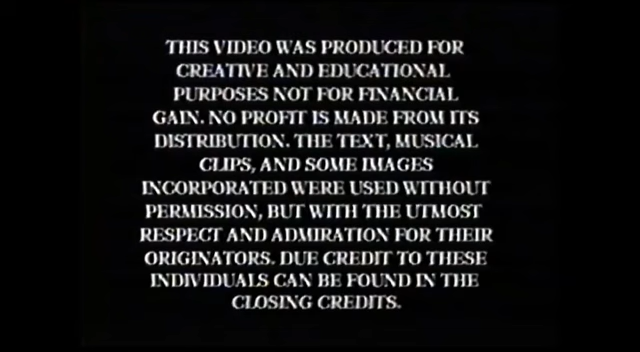 THIS VIDEO WAS PRODUCED FOR
CREATIVE AND EDUCATIONAL
PURPOSES NOT FOR FINANCIAL
GAIN. NO PROFIT IS MADE FROM ITS
DISTRIBUTION. THE TEXT, MUSICAL
CLIPS, AND SOME IMAGES
INCORPORATED WERE USED WITHOUT
PERMISSION, BUT WITH THE UTMOST
RESPECT AND ADMIRATION FOR THEIR
ORIGINATORS. DUE CREDIT TO THESE
INDIVIDUALS CAN BE FOUND IN THE
CLOSING CREDITS.